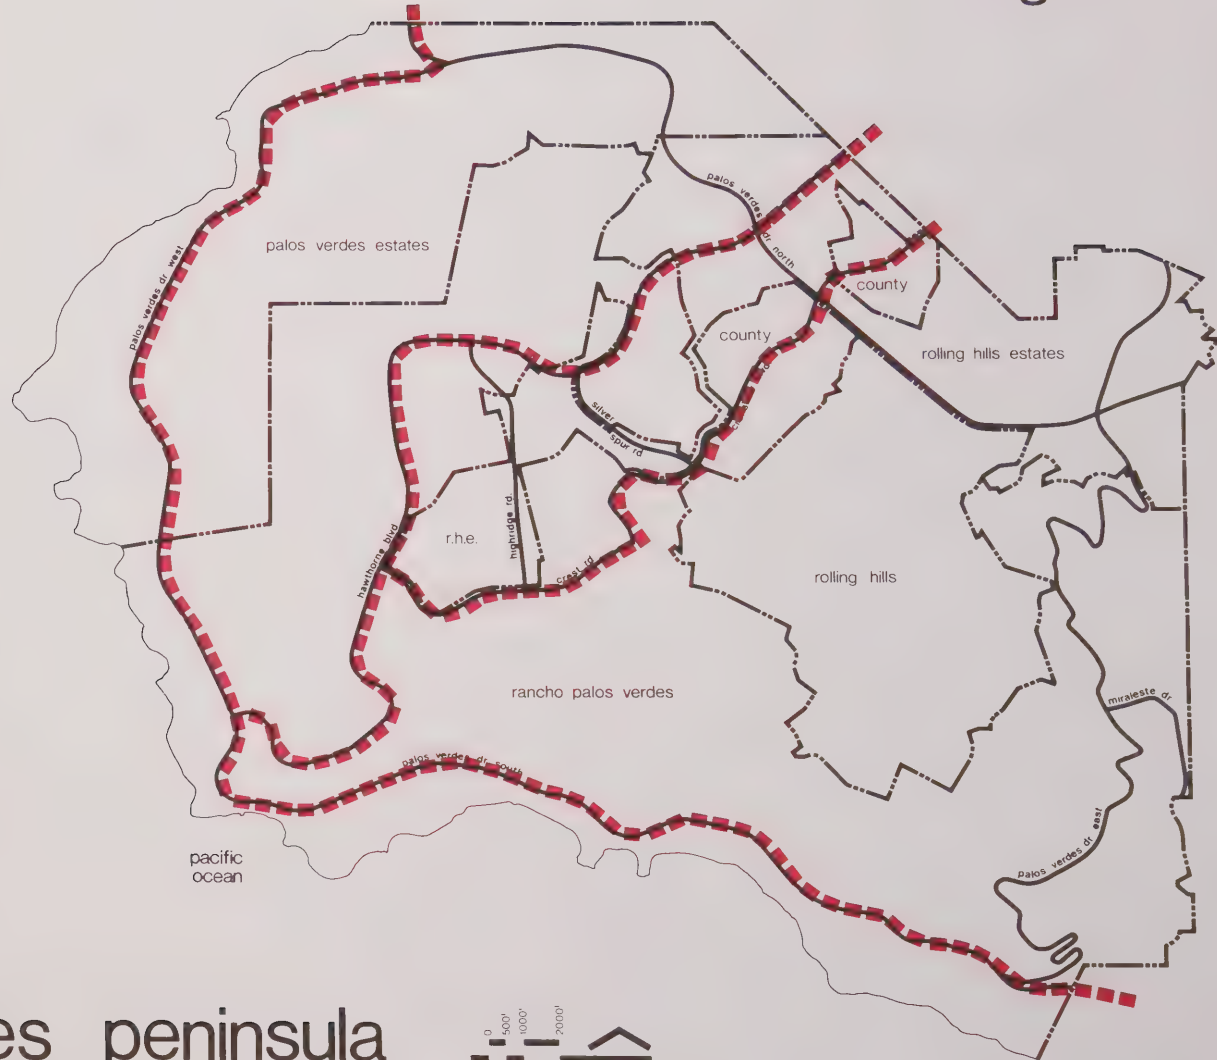 palos verdes dr north
palos verdes estates
palos verdes dr west
county
county
rolling hills estates
silver
spur rd
highridge rd.
r.h.e.
hawthorne blvd
crest rd
rolling hills
rancho palos verdes
miraleste dr
palos verdes dr south
palos verdes dr east
pacific
ocean
0 500' 1000' 2000'
peninsula